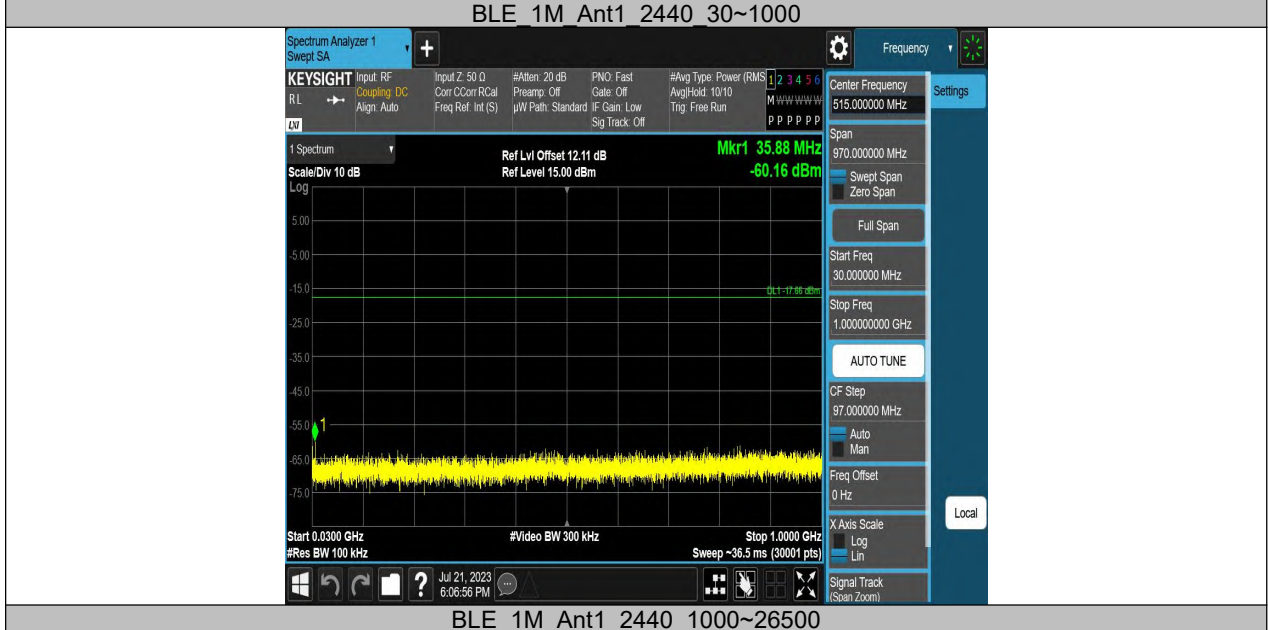 BLE_1M_Ant1_2440_30~1000
Spectrum Analyzer 1
Swept SA
+
Frequency
KEYSIGHT
RL
LXI
Input: RF
Coupling: DC
Align: Auto
Input Z: 50 Ω
Corr CCorr RCal
Freq Ref: Int (S)
#Atten: 20 dB
Preamp: Off
µW Path: Standard
PNO: Fast
Gate: Off
IF Gain: Low
Sig Track: Off
#Avg Type: Power (RMS
Avg|Hold: 10/10
Trig: Free Run
1 2 3 4 5 6
M W W W W W
P P P P P P
Center Frequency
515.000000 MHz
Settings
1 Spectrum
Scale/Div 10 dB
Ref Lvl Offset 12.11 dB
Ref Level 15.00 dBm
Mkr1 35.88 MHz
-60.16 dBm
Log
5.00
-5.00
-15.0
DL1 -17.66 dBm
-25.0
-35.0
-45.0
-55.0
1
-65.0
-75.0
Start 0.0300 GHz
#Res BW 100 kHz
#Video BW 300 kHz
Stop 1.0000 GHz
Sweep ~36.5 ms (30001 pts)
Span
970.000000 MHz
Swept Span
Zero Span
Full Span
Start Freq
30.000000 MHz
Stop Freq
1.000000000 GHz
AUTO TUNE
CF Step
97.000000 MHz
Auto
Man
Freq Offset
0 Hz
X Axis Scale
Log
Lin
Local
Signal Track
(Span Zoom)
?
Jul 21, 2023
6:06:56 PM
BLE_1M_Ant1_2440_1000~26500